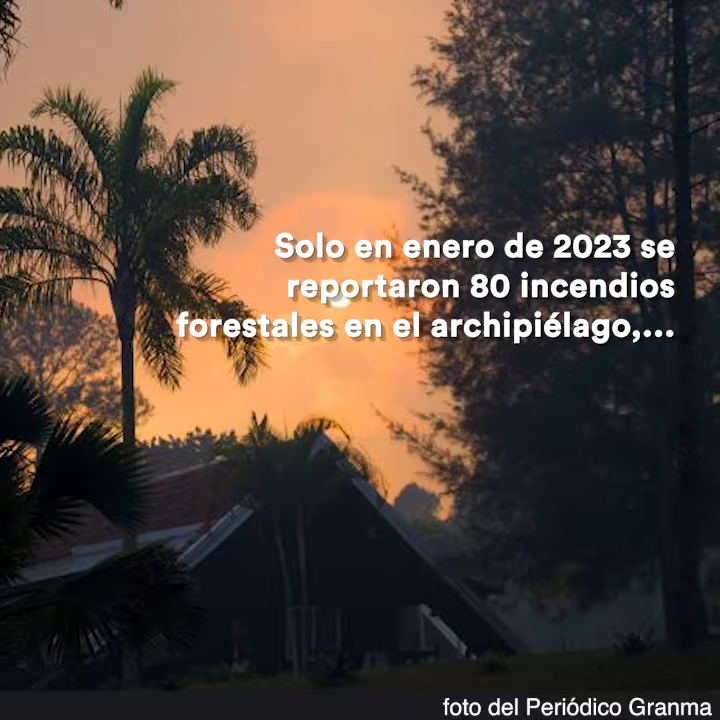 Solo en enero de 2023 se
reportaron 80 incendios
forestales en el archipiélago,...
foto del Periódico Granma